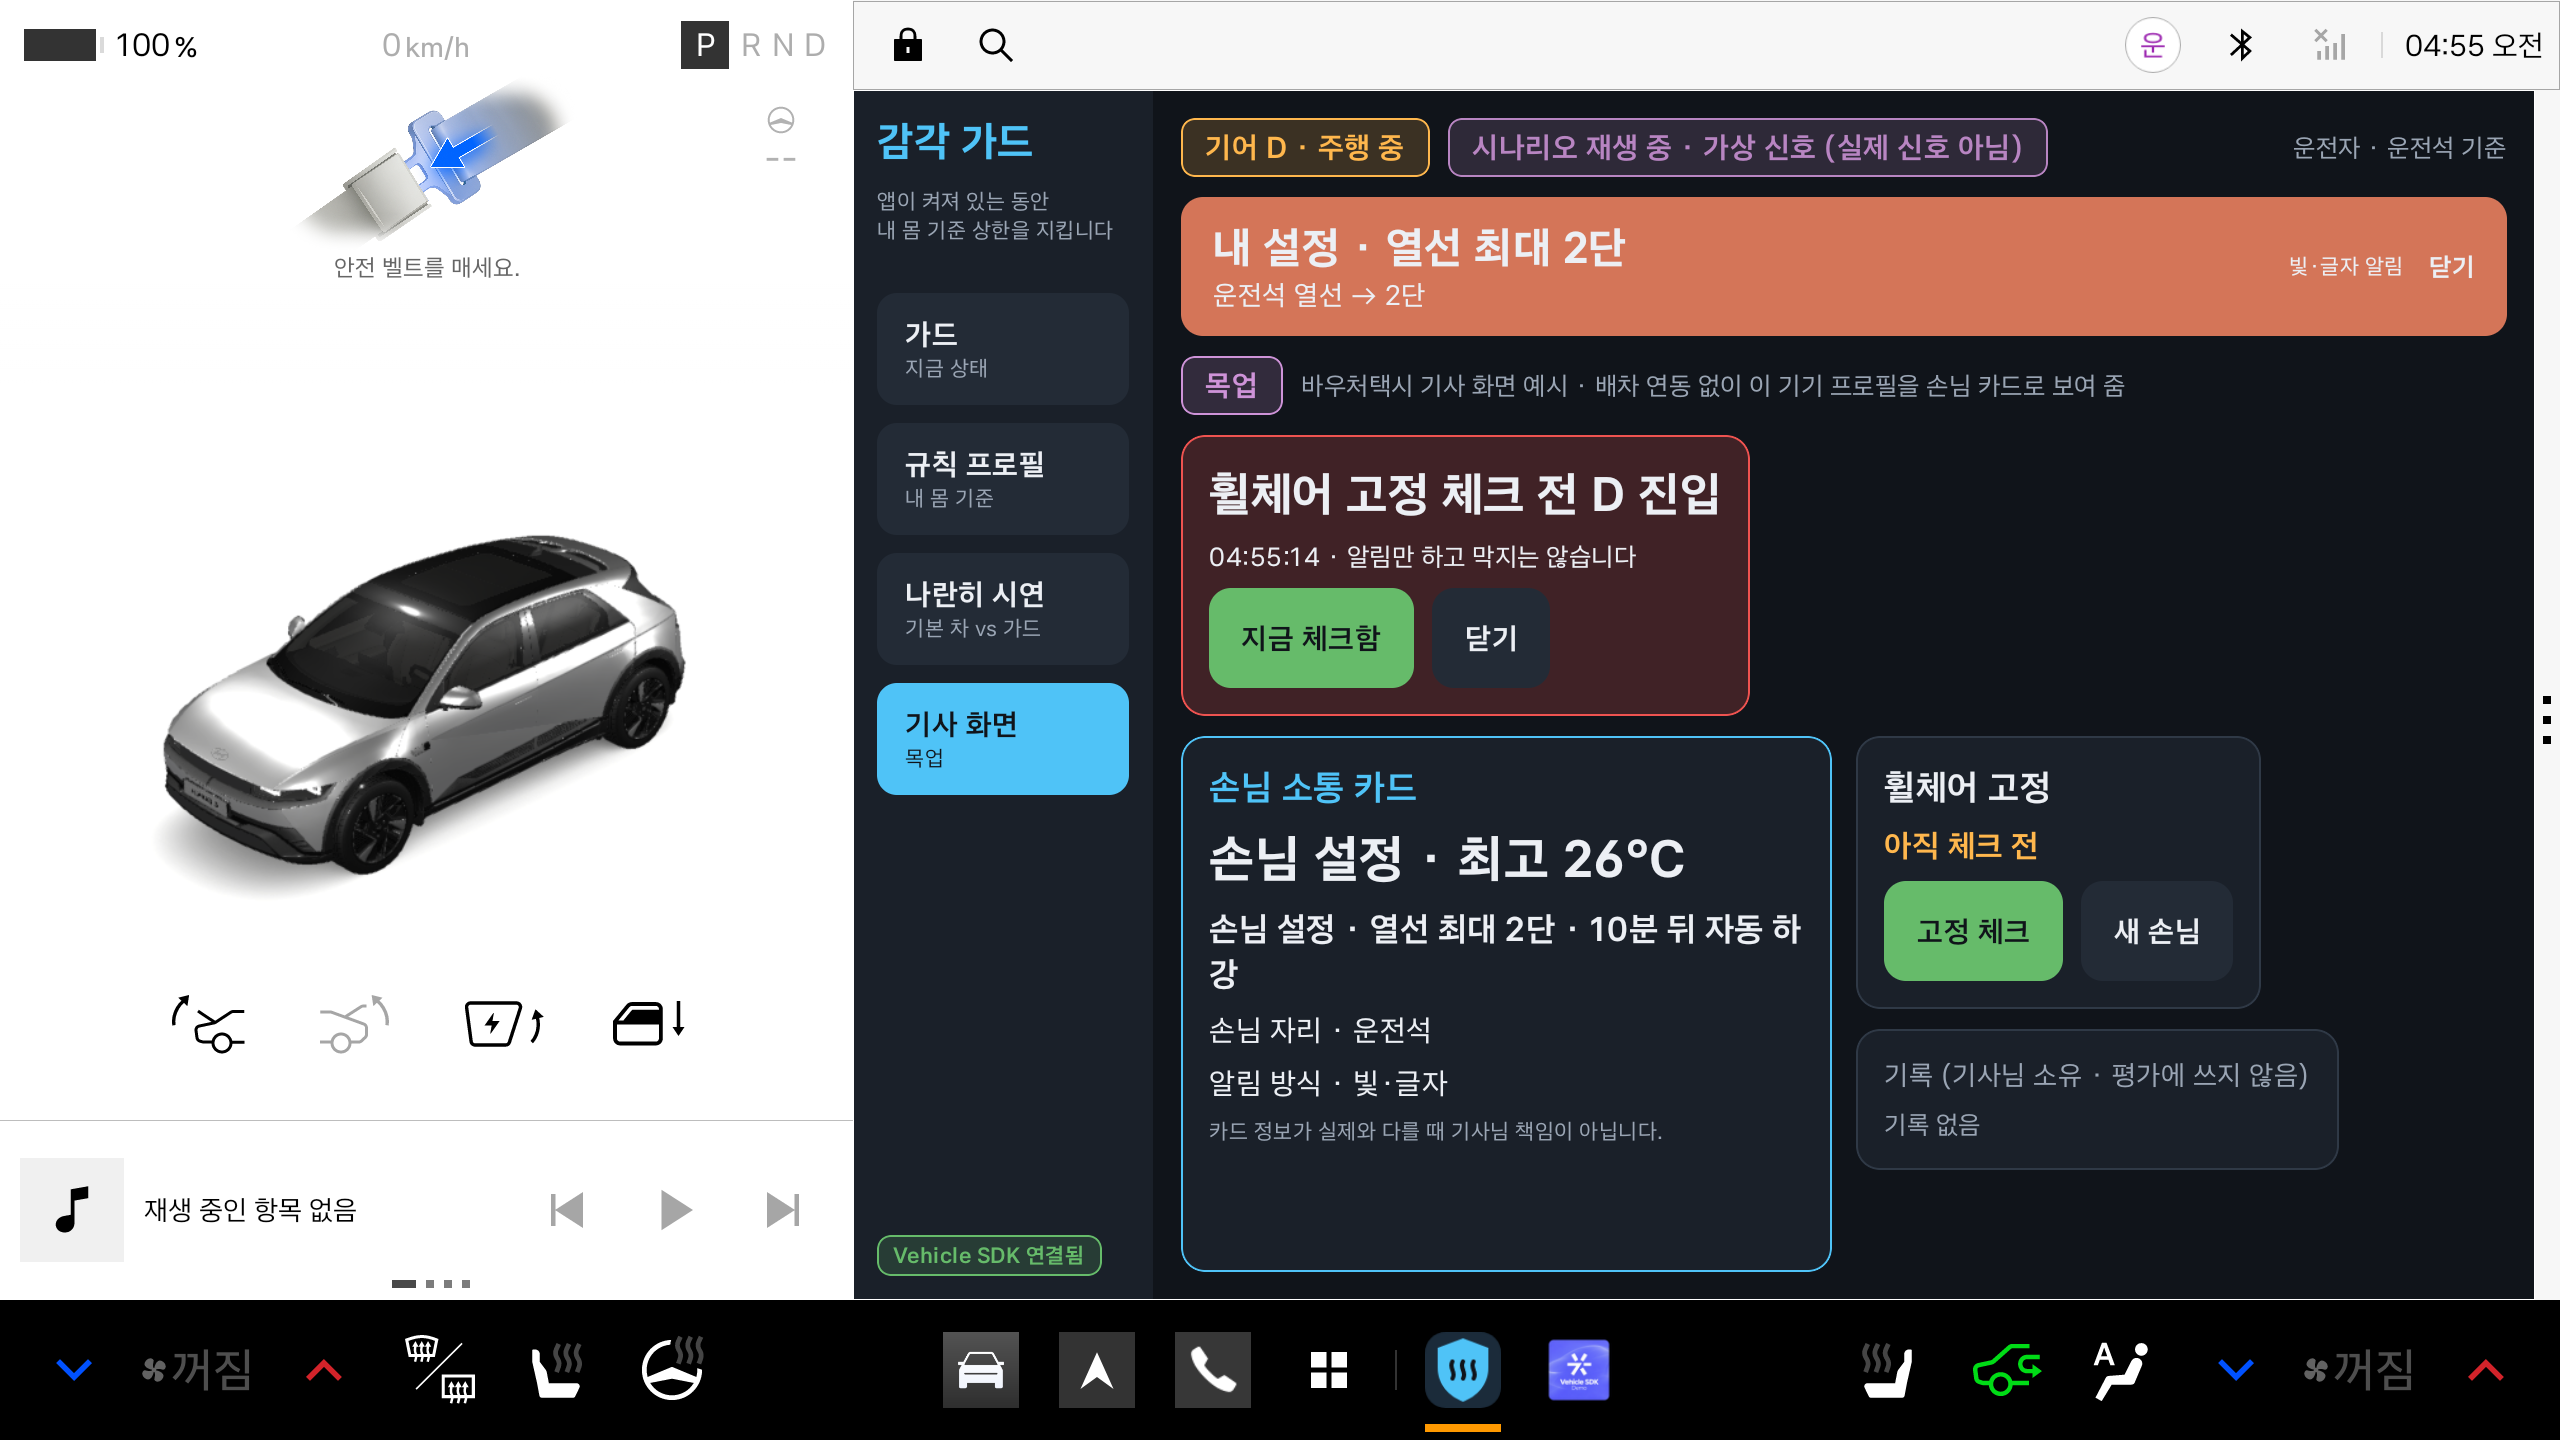 100%
0 km/h
P R N D
안전 벨트를 매세요.
재생 중인 항목 없음
운
04:55 오전
감각 가드
앱이 켜져 있는 동안
내 몸 기준 상한을 지킵니다
가드
지금 상태
규칙 프로필
내 몸 기준
나란히 시연
기본 차 vs 가드
기사 화면
목업
Vehicle SDK 연결됨
기어 D · 주행 중
시나리오 재생 중 · 가상 신호 (실제 신호 아님)
운전자 · 운전석 기준
내 설정 · 열선 최대 2단
운전석 열선 → 2단
빛·글자 알림
닫기
목업
바우처택시 기사 화면 예시 · 배차 연동 없이 이 기기 프로필을 손님 카드로 보여 줌
휠체어 고정 체크 전 D 진입
04:55:14 · 알림만 하고 막지는 않습니다
지금 체크함
닫기
손님 소통 카드
손님 설정 · 최고 26°C
손님 설정 · 열선 최대 2단 · 10분 뒤 자동 하
강
손님 자리 · 운전석
알림 방식 · 빛·글자
카드 정보가 실제와 다를 때 기사님 책임이 아닙니다.
휠체어 고정
아직 체크 전
고정 체크
새 손님
기록 (기사님 소유 · 평가에 쓰지 않음)
기록 없음
꺼짐
Vehicle SDK
Demo
A
꺼짐